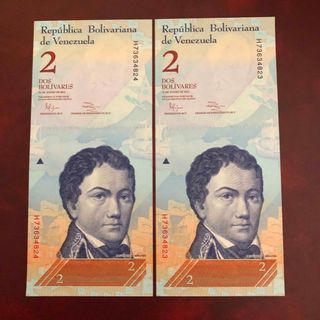 República Bolivariana
de Venezuela
2
DOS
BOLÍVARES
H73634824
H73634824
2
2
República Bolivariana
de Venezuela
2
DOS
BOLÍVARES
H73634823
H73634823
2
2